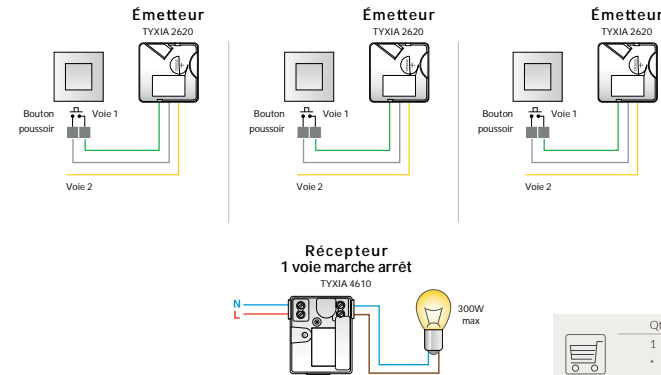 Émetteur
TYXIA 2620
Bouton
poussoir
Voie 1
Voie 2
Émetteur
TYXIA 2620
Bouton
poussoir
Voie 1
Voie 2
Émetteur
TYXIA 2620
Bouton
poussoir
Voie 1
Voie 2
Récepteur
1 voie marche arrêt
TYXIA 4610
N
L
300W
max
1
*